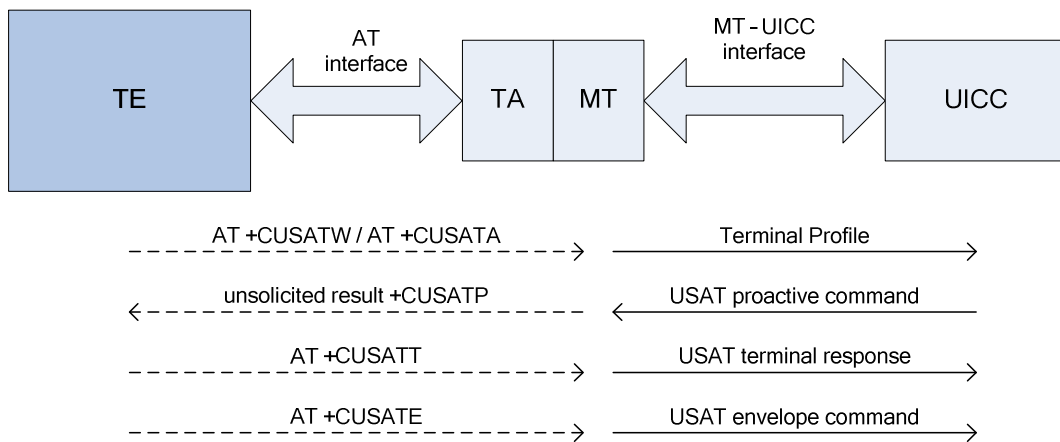 TE
AT
interface
TA
MT
MT - UICC
interface
UICC
AT +CUSATW / AT +CUSATA
Terminal Profile
unsolicited result +CUSATP
USAT proactive command
AT +CUSATT
USAT terminal response
AT +CUSATE
USAT envelope command